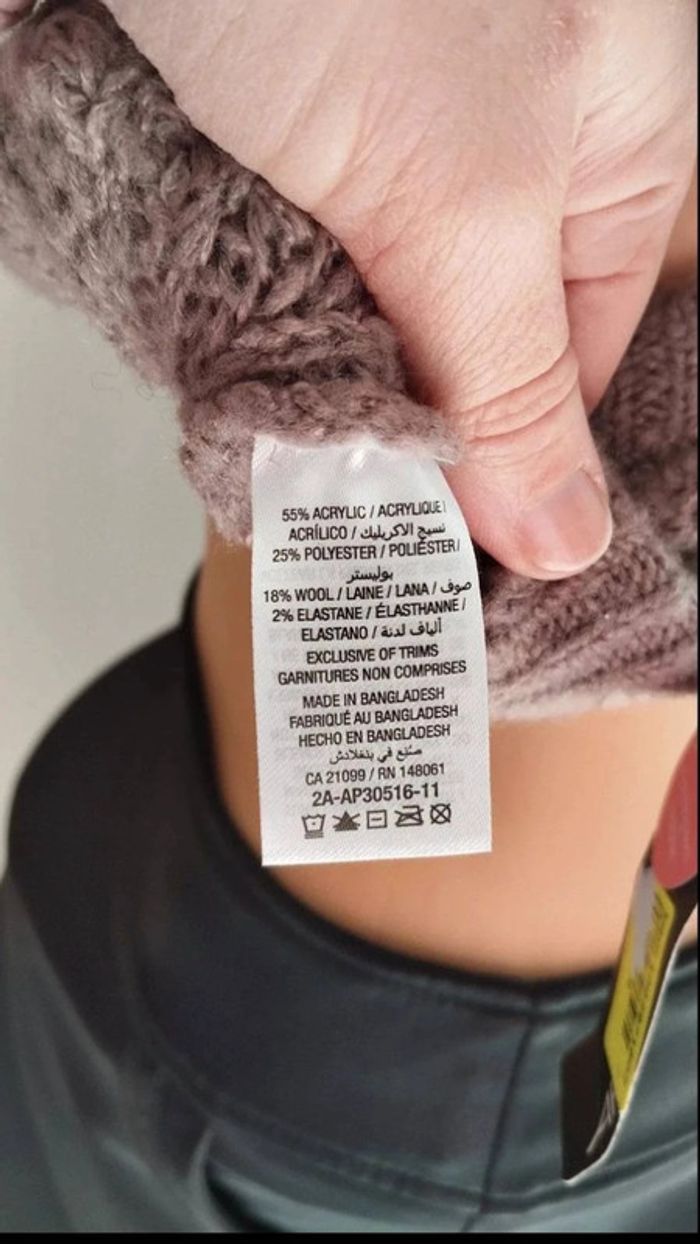 55% ACRYLIC / ACRYLIQUE /
ACRÍLICO / نسيج الاكريليك
25% POLYESTER / POLIÉSTER /
بوليستر
18% WOOL / LAINE / LANA / صوف
2% ELASTANE / ÉLASTHANNE /
ELASTANO / ألياف لدنة
EXCLUSIVE OF TRIMS
GARNITURES NON COMPRISES
MADE IN BANGLADESH
FABRIQUÉ AU BANGLADESH
HECHO EN BANGLADESH
صنع في بنغلادش
CA 21099 / RN 148061
2A-AP30516-11